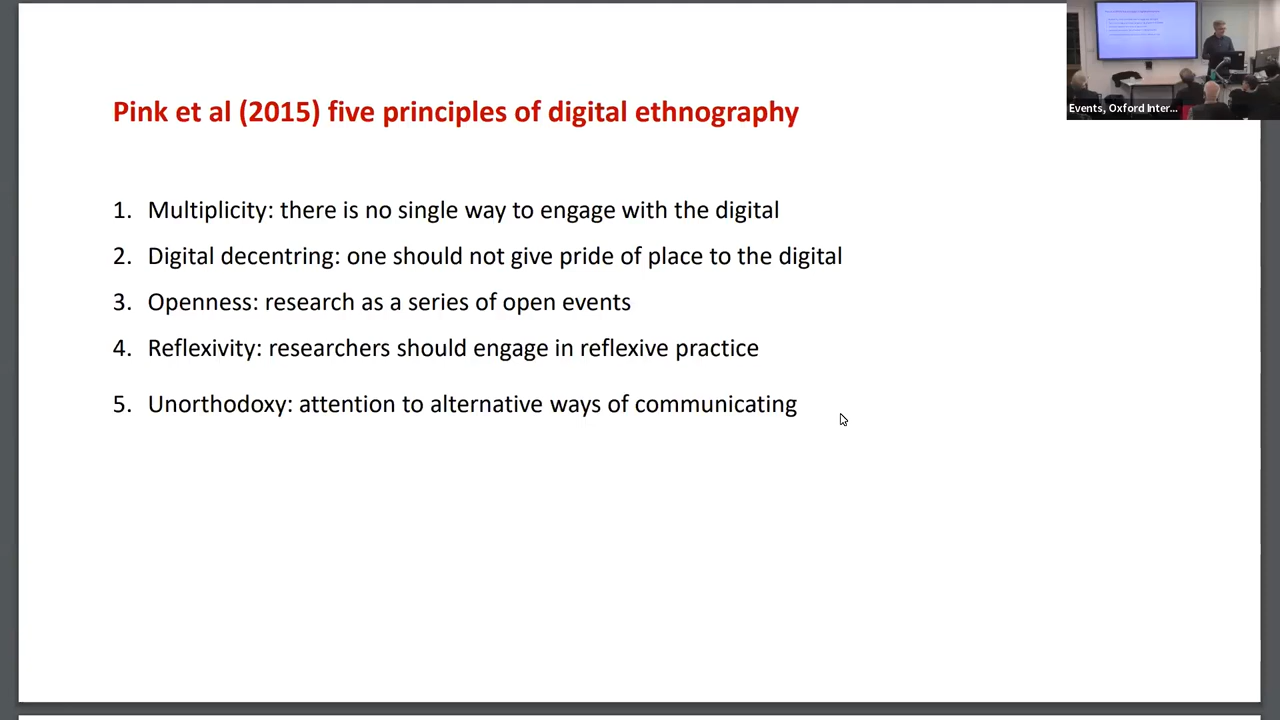 Pink et al (2015) five principles of digital ethnography
1. Multiplicity: there is no single way to engage with the digital
2. Digital decentring: one should not give pride of place to the digital
3. Openness: research as a series of open events
4. Reflexivity: researchers should engage in reflexive practice
5. Unorthodoxy: attention to alternative ways of communicating
Events, Oxford Inter...